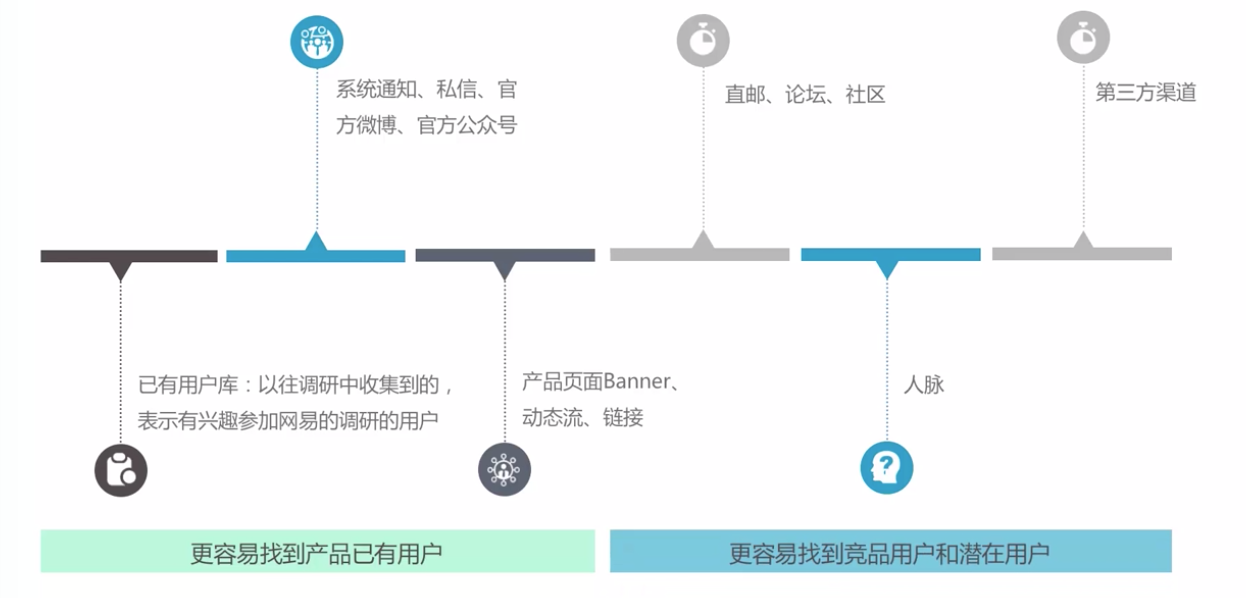 系统通知、私信、官
方微博、官方公众号
直邮、论坛、社区
第三方渠道
已有用户库：以往调研中收集到的，
表示有兴趣参加网易的调研的用户
产品页面Banner、
动态流、链接
人脉
更容易找到产品已有用户
更容易找到竞品用户和潜在用户